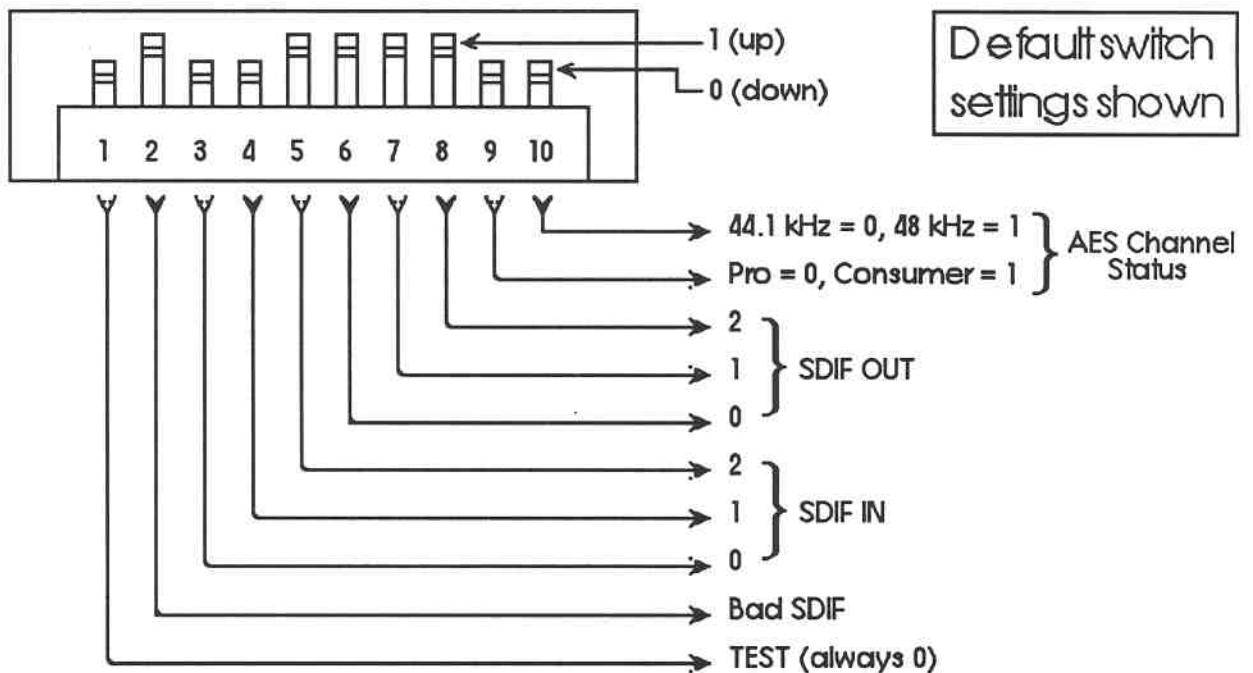 1 (up)
0 (down)
Default switch
settings shown
1 2 3 4 5 6 7 8 9 10
44.1 kHz = 0, 48 kHz = 1
Pro = 0, Consumer = 1
AES Channel
Status
2
1
0
SDIF OUT
2
1
0
SDIF IN
Bad SDIF
TEST (always 0)